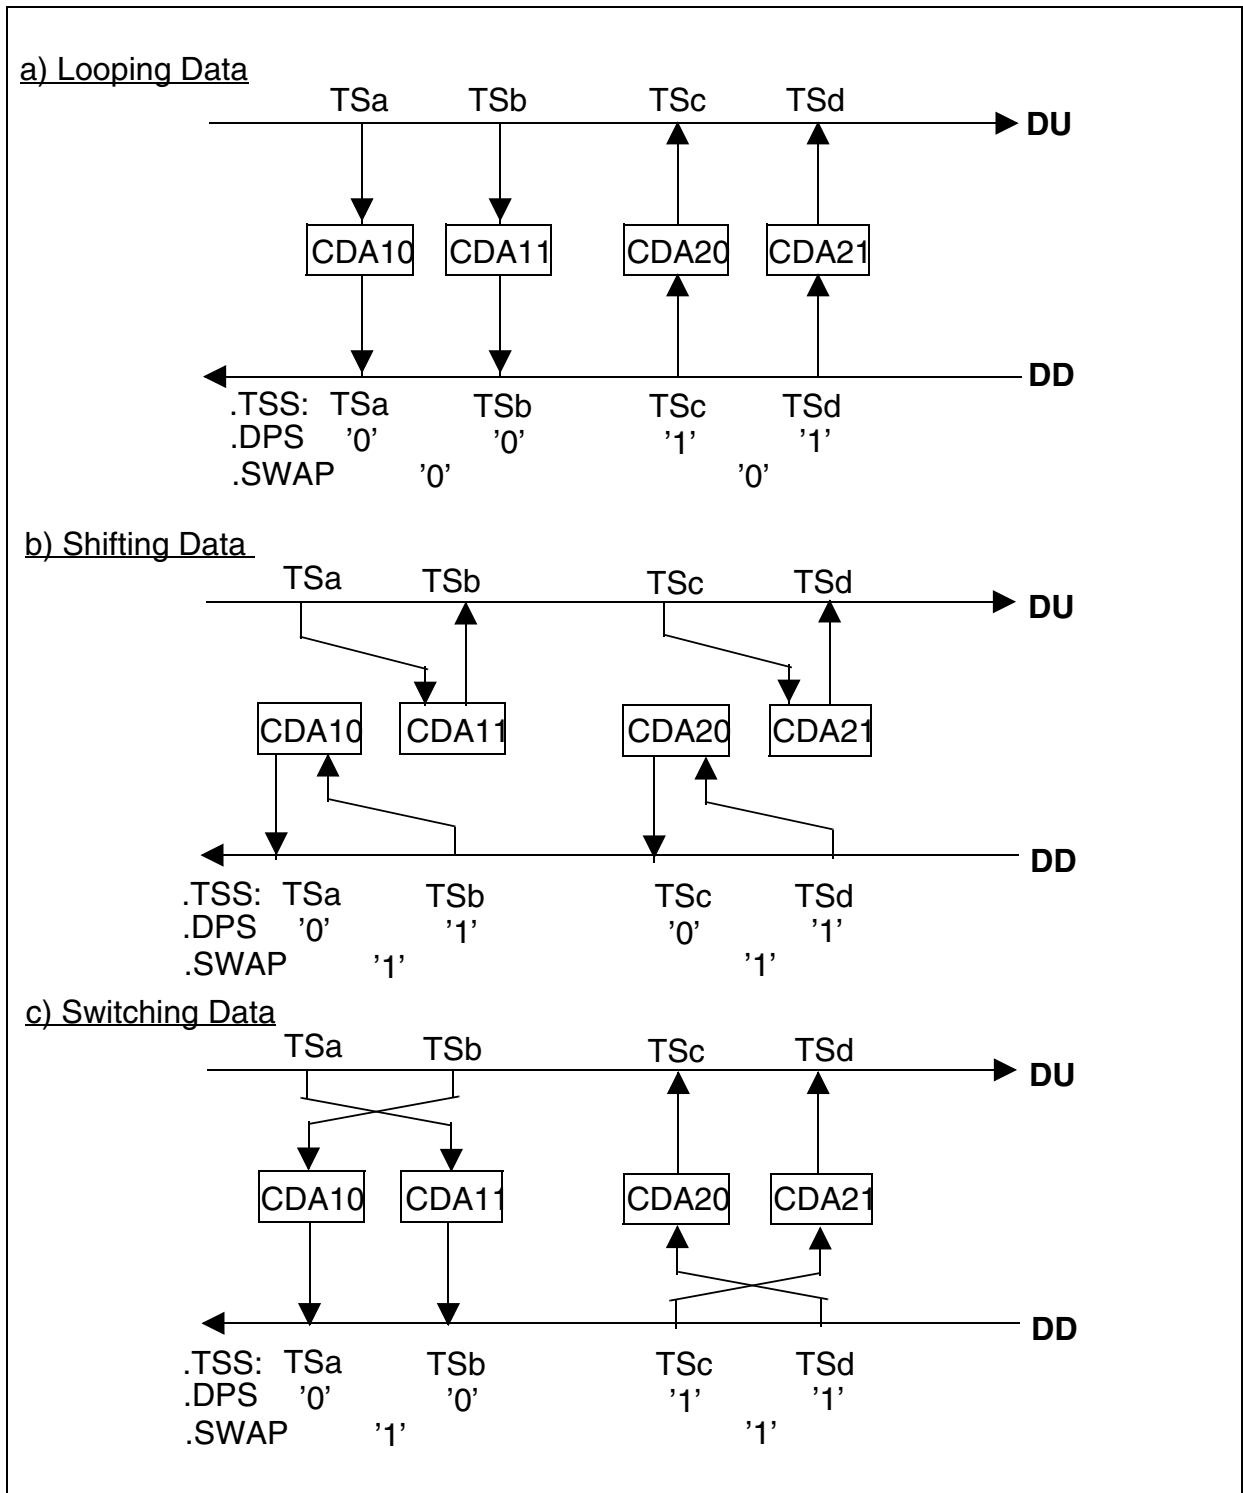 a) Looping Data
TSa TSb TSc TSd
DU
CDA10 CDA11 CDA20 CDA21
DD
.TSS: TSa TSb TSc TSd
.DPS ’0’ ’0’ ’1’ ’1’
.SWAP ’0’ ’0’
b) Shifting Data
TSa TSb TSc TSd
DU
CDA10 CDA11 CDA20 CDA21
DD
.TSS: TSa TSb TSc TSd
.DPS ’0’ ’1’ ’0’ ’1’
.SWAP ’1’ ’1’
c) Switching Data
TSa TSb TSc TSd
DU
CDA10 CDA11 CDA20 CDA21
DD
.TSS: TSa TSb TSc TSd
.DPS ’0’ ’0’ ’1’ ’1’
.SWAP ’1’ ’1’